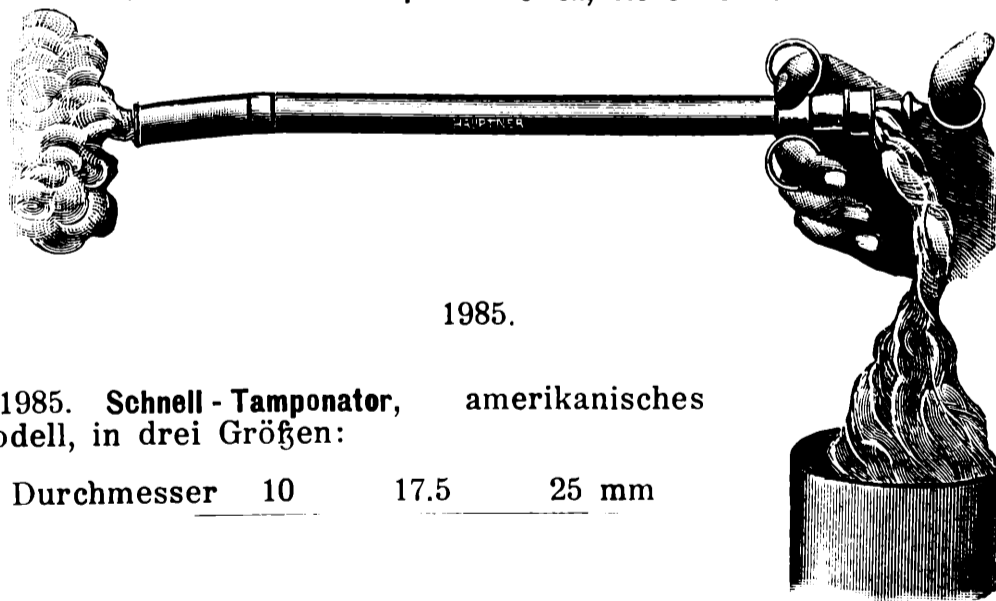 HAUPTNER
1985.
1985. Schnell - Tamponator, amerikanisches
odell, in drei Größen:
Durchmesser 10 17.5 25 mm